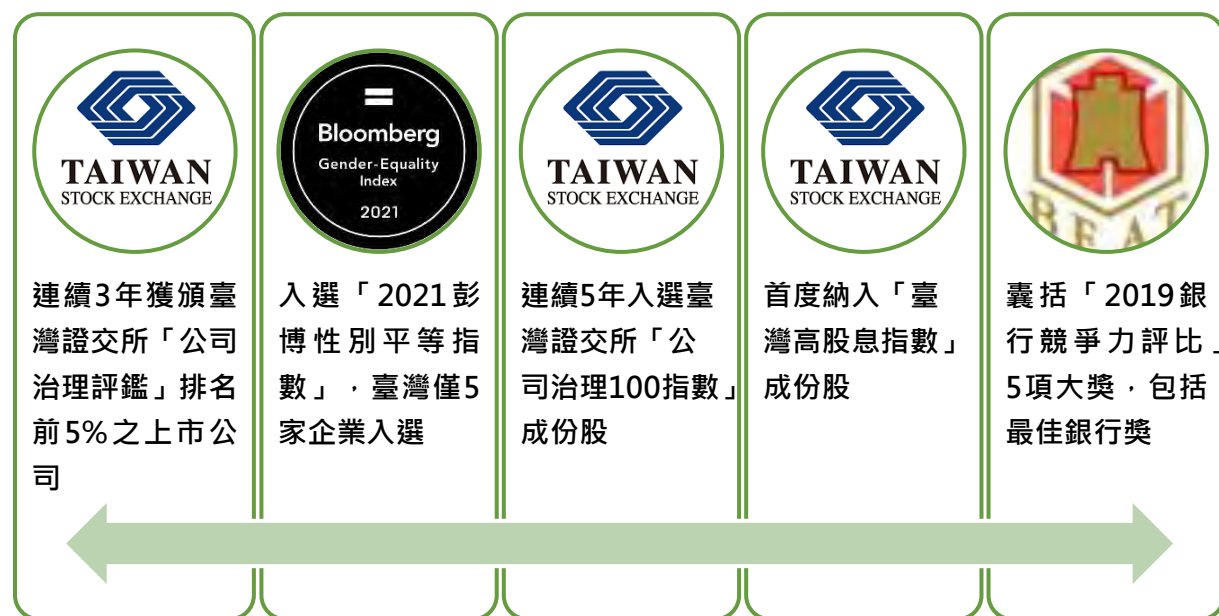 TAIWAN
STOCK EXCHANGE
連續3年獲頒臺
灣證交所「公司
治理評鑑」排名
前5%之上市公
司
Bloomberg
Gender-Equality
Index
2021
入選「2021彭
博性別平等指
數」，臺灣僅5
家企業入選
TAIWAN
STOCK EXCHANGE
連續5年入選臺
灣證交所「公
司治理100指數」
成份股
TAIWAN
STOCK EXCHANGE
首度納入「臺
灣高股息指數」
成份股
BEAT
囊括「2019銀
行競爭力評比」
5項大獎，包括
最佳銀行獎